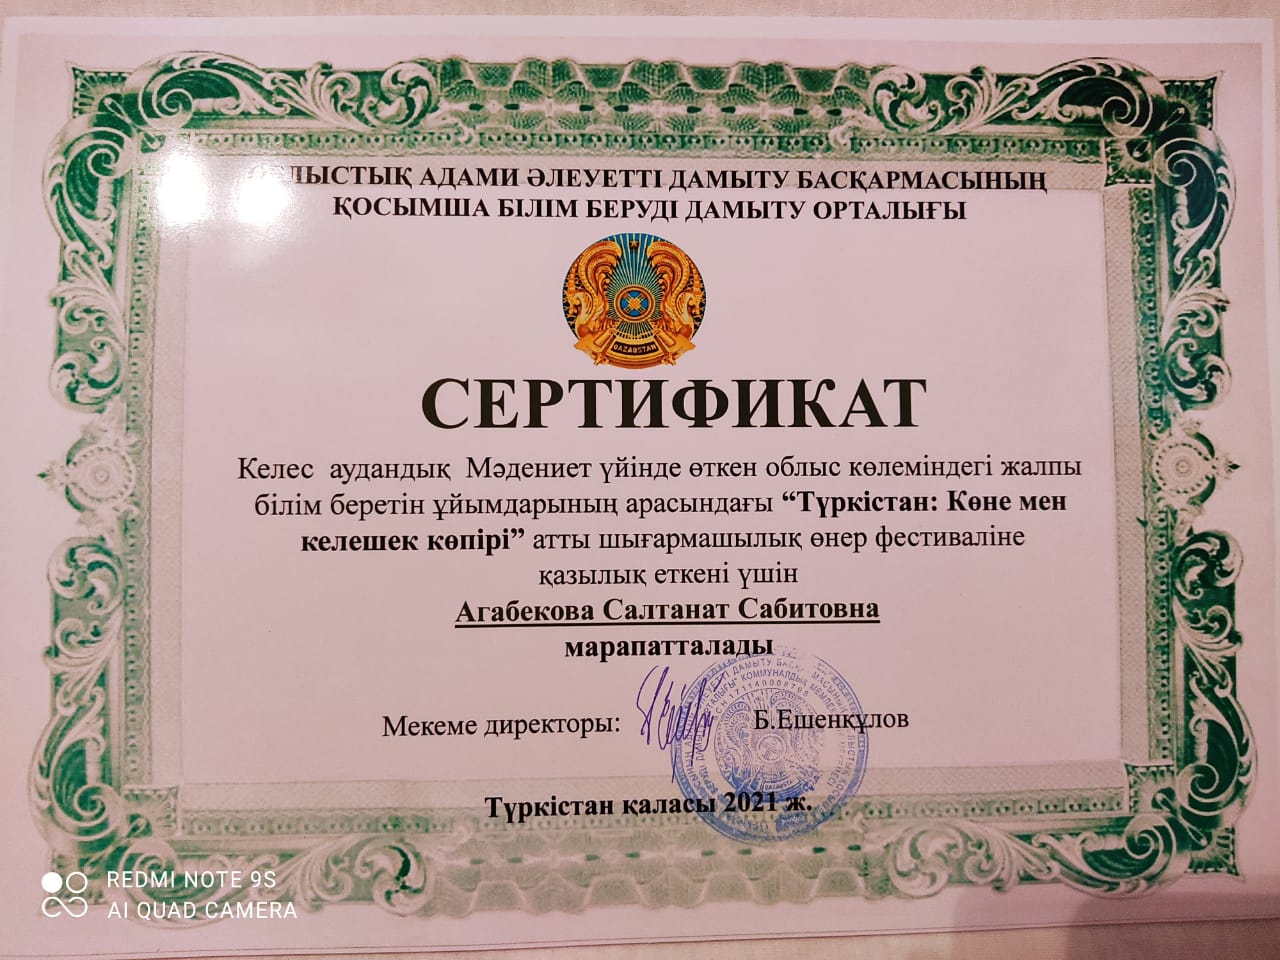 АДАМИ ӘЛЕУЕТТІ ДАМЫТУ БАСҚАРМАСЫНЫҢ
ҚОСЫМША БІЛІМ БЕРУДІ ДАМЫТУ ОРТАЛЫҒЫ
QAZAQSTAN
СЕРТИФИКАТ
Келес аудандық Мәдениет үйінде өткен облыс көлеміндегі жалпы
білім беретін ұйымдарының арасындағы “Түркістан: Көне мен
келешек көпірі” атты шығармашылық өнер фестиваліне
қазылық еткені үшін
Агабекова Салтанат Сабитовна
марапатталады
Мекеме директоры: Б.Ешенқұлов
Түркістан қаласы 2021 ж.
REDMI NOTE 9S
AI QUAD CAMERA